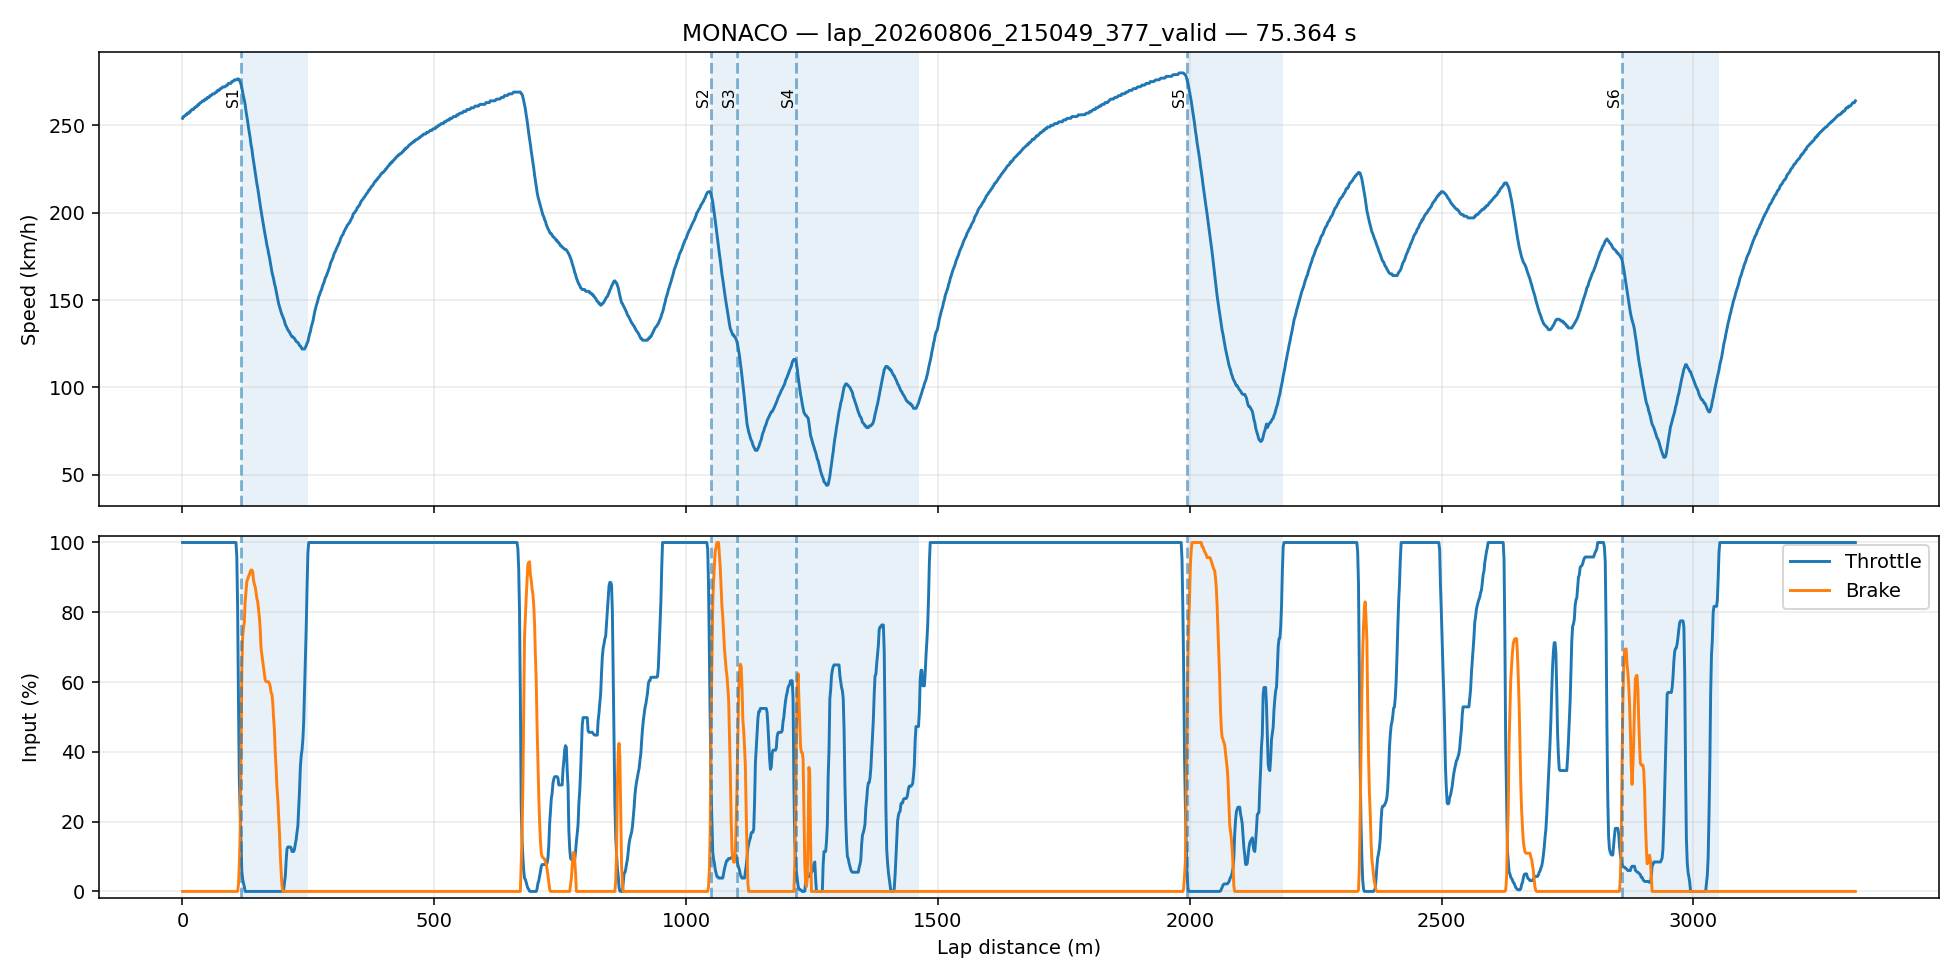 MONACO — lap_20260806_215049_377_valid — 75.364 s
Speed (km/h)
250
200
150
100
50
S1
S2
S3
S4
S5
S6
Input (%)
100
80
60
40
20
0
Throttle
Brake
0
500
1000
1500
2000
2500
3000
Lap distance (m)